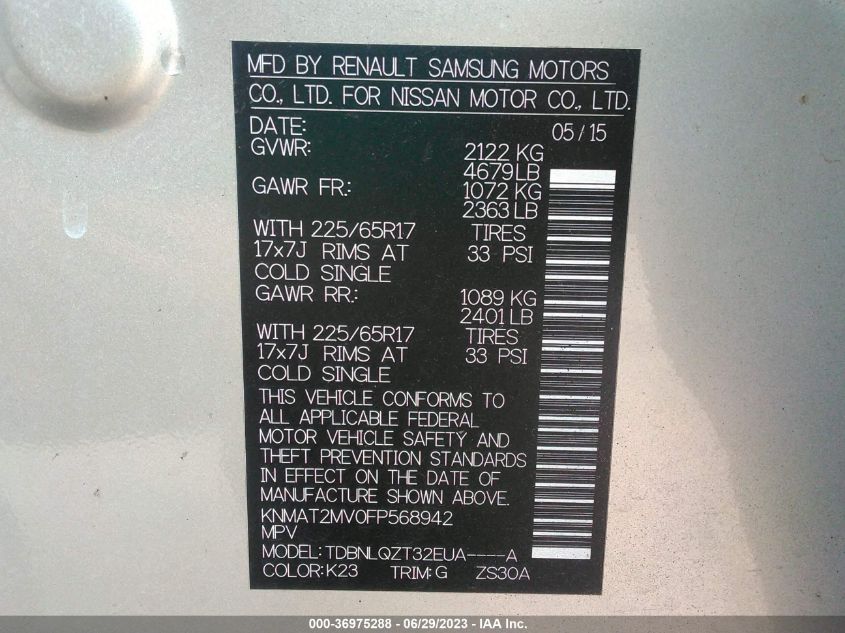 MFD BY RENAULT SAMSUNG MOTORS
CO., LTD. FOR NISSAN MOTOR CO., LTD.
DATE: 05/15
GVWR: 2122 KG
4679 LB
GAWR FR.: 1072 KG
2363 LB
WITH 225/65R17 TIRES
17x7J RIMS AT 33 PSI
COLD SINGLE
GAWR RR.: 1089 KG
2401 LB
WITH 225/65R17 TIRES
17x7J RIMS AT 33 PSI
COLD SINGLE
THIS VEHICLE CONFORMS TO
ALL APPLICABLE FEDERAL
MOTOR VEHICLE SAFETY AND
THEFT PREVENTION STANDARDS
IN EFFECT ON THE DATE OF
MANUFACTURE SHOWN ABOVE.
KNMAT2MV0FP568942
MPV
MODEL: TDBNLQZT32EUA----A
COLOR: K23 TRIM: G ZS30A
000-36975288 - 06/29/2023 - IAA Inc.